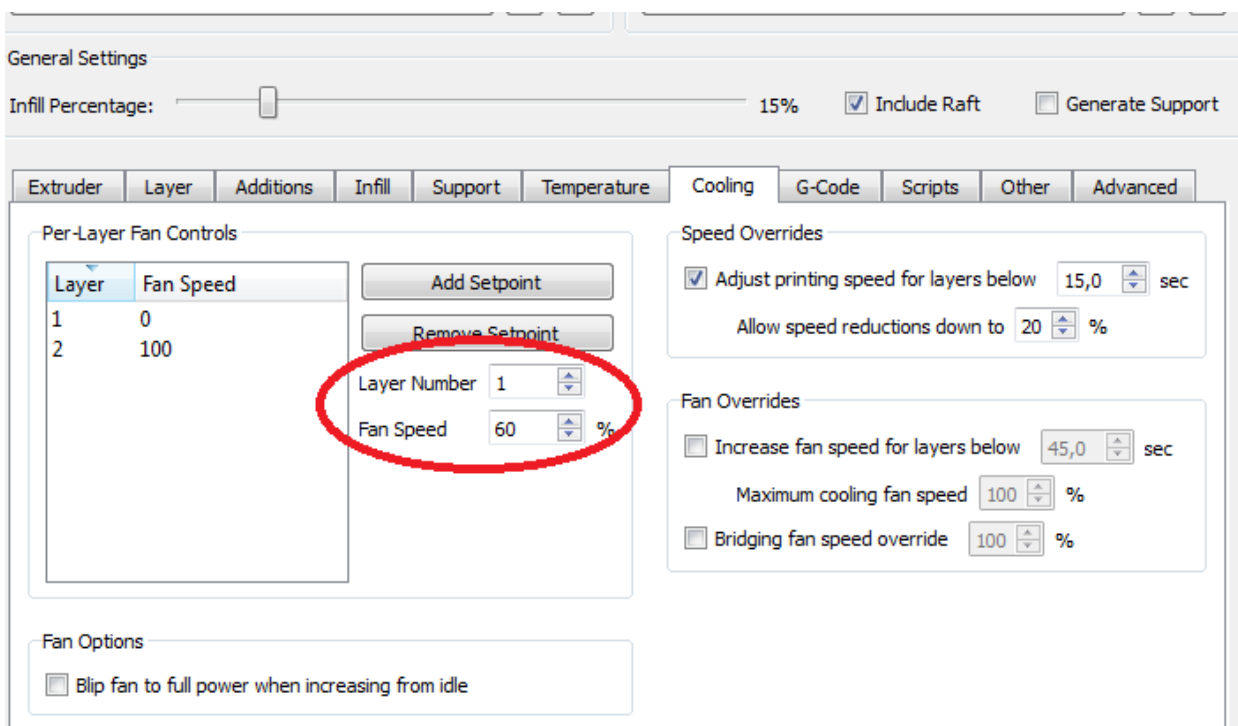 General Settings
Infill Percentage: 15% Include Raft Generate Support
Extruder Layer Additions Infill Support Temperature Cooling G-Code Scripts Other Advanced
Per-Layer Fan Controls
Layer Fan Speed
1 0
2 100
Add Setpoint
Remove Setpoint
Layer Number 1
Fan Speed 60 %
Speed Overrides
Adjust printing speed for layers below 15,0 sec
Allow speed reductions down to 20 %
Fan Overrides
Increase fan speed for layers below 45,0 sec
Maximum cooling fan speed 100 %
Bridging fan speed override 100 %
Fan Options
Blip fan to full power when increasing from idle